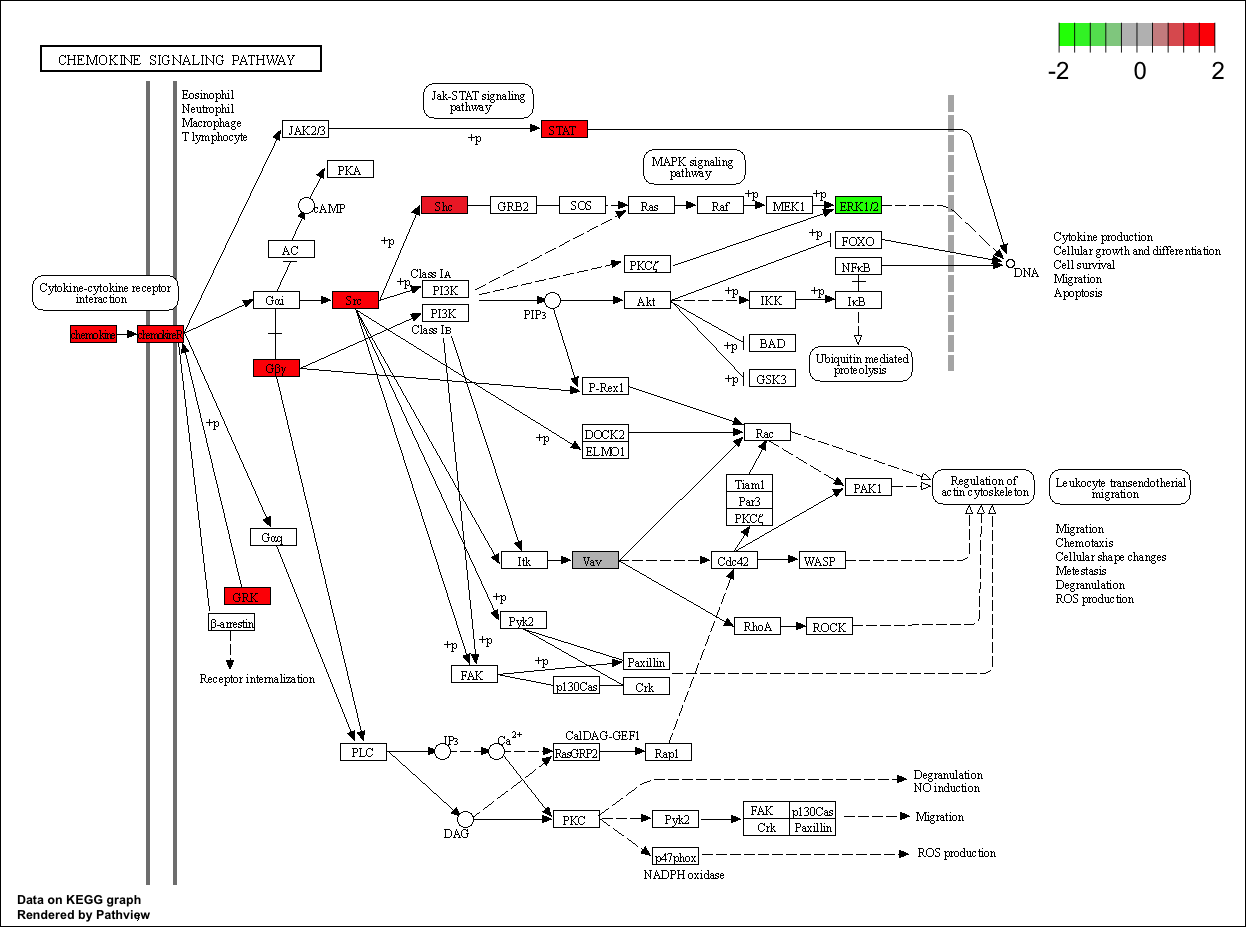 -2 0 2
CHEMOKINE SIGNALING PATHWAY
Eosinophil
Neutrophil
Macrophage
T lymphocyte
Jak-STAT signaling
pathway
JAK2/3
+p
STAT
MAPK signaling
pathway
PKA
cAMP
AC
Shc
GRB2
SOS
Ras
Raf
+p
MEK1
+p
ERK1/2
+p
FOXO
NFκB
DNA
Cytokine production
Cellular growth and differentiation
Cell survival
Migration
Apoptosis
Cytokine-cytokine receptor
interaction
chemokine
chemokineR
Gαi
Src
+p
+p
Class IA
PI3K
PI3K
Class IB
PKCζ
PIP3
Akt
+p
IKK
+p
IκB
+p
BAD
+p
GSK3
Ubiquitin mediated
proteolysis
Gβγ
P-Rex1
+p
+p
DOCK2
ELMO1
Rac
Tiam1
Par3
PKCζ
PAK1
Regulation of
actin cytoskeleton
Leukocyte transendotherial
migration
Gαq
Itk
Vav
Cdc42
WASP
Migration
Chemotaxis
Cellular shape changes
Metestasis
Degranulation
ROS production
GRK
β-arrestin
Receptor internalization
+p
Pyk2
RhoA
ROCK
+p
+p
FAK
+p
Paxillin
p130Cas
Crk
PLC
IP3
Ca2+
CalDAG-GEF1
RasGRP2
Rap1
DAG
PKC
Degranulation
NO induction
Pyk2
FAK
p130Cas
Crk
Paxillin
Migration
p47phox
NADPH oxidase
ROS production
Data on KEGG graph
Rendered by Pathview